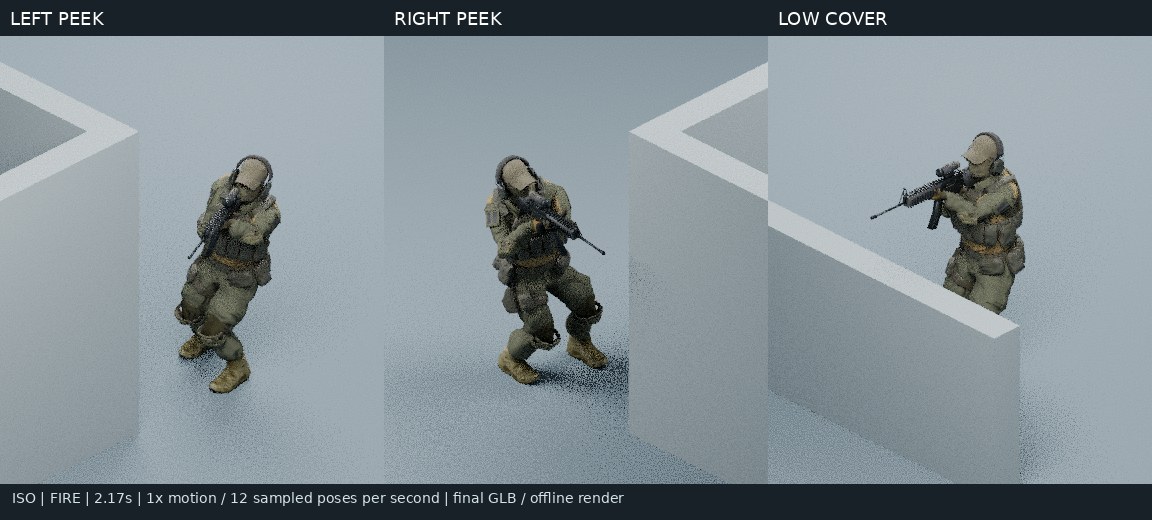 LEFT PEEK
RIGHT PEEK
LOW COVER
ISO | FIRE | 2.17s | 1x motion / 12 sampled poses per second | final GLB / offline render